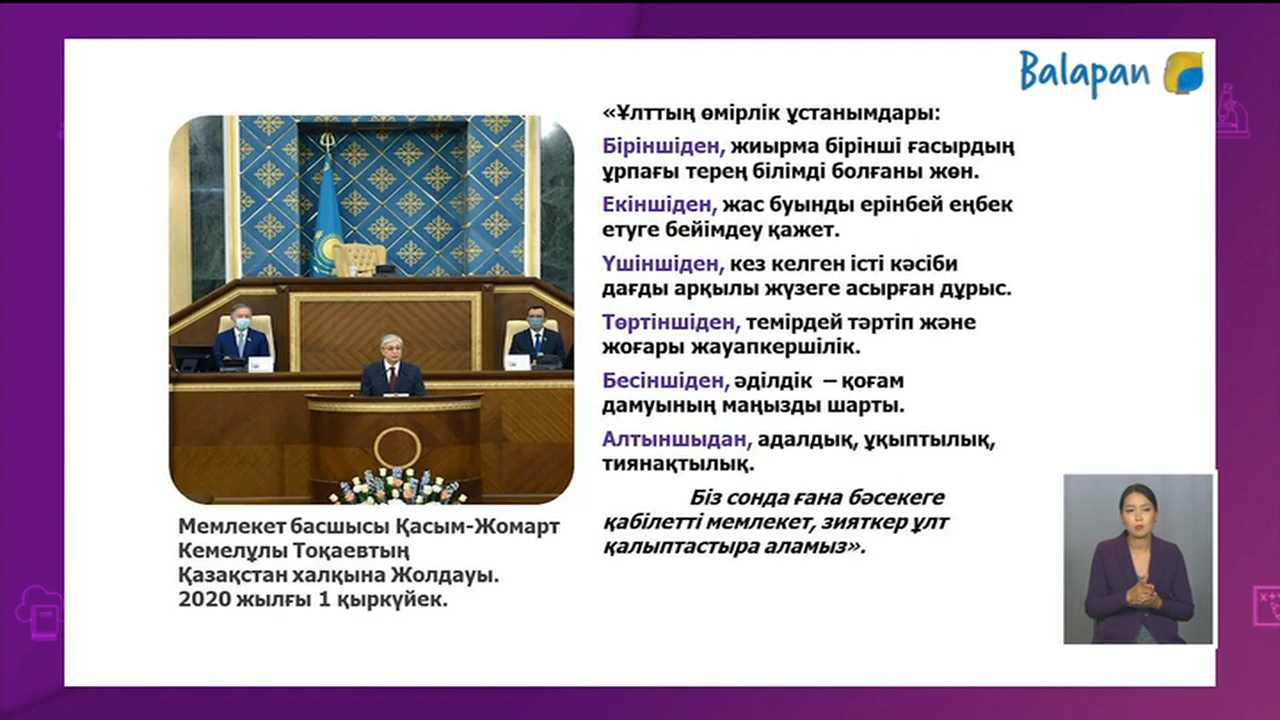 Balapan
«Ұлттың өмірлік ұстанымдары:
Біріншіден, жиырма бірінші ғасырдың
ұрпағы терең білімді болғаны жөн.
Екіншіден, жас буынды ерінбей еңбек
етуге бейімдеу қажет.
Үшіншіден, кез келген істі кәсіби
дағды арқылы жүзеге асырған дұрыс.
Төртіншіден, темірдей тәртіп және
жоғары жауапкершілік.
Бесіншіден, әділдік – қоғам
дамуының маңызды шарты.
Алтыншыдан, адалдық, ұқыптылық,
тиянақтылық.
Біз сонда ғана бәсекеге
қабілетті мемлекет, зияткер ұлт
қалыптастыра аламыз».
Мемлекет басшысы Қасым-Жомарт
Кемелұлы Тоқаевтың
Қазақстан халқына Жолдауы.
2020 жылғы 1 қыркүйек.